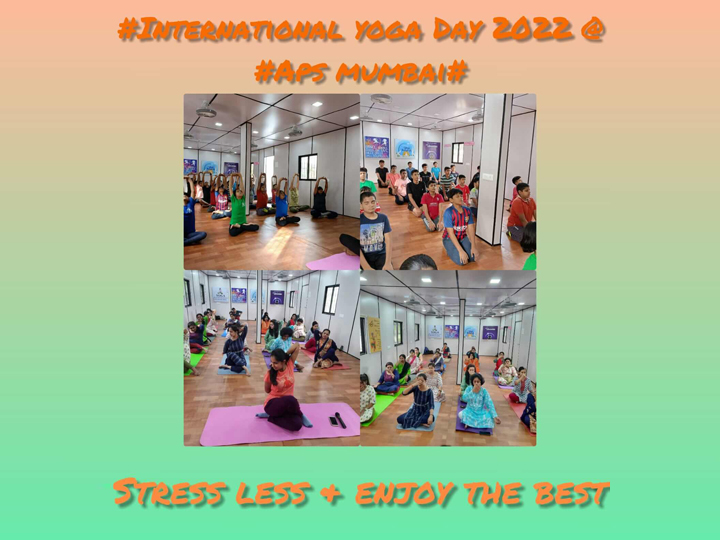 #International yoga Day 2022 @
#Aps mumbai#
Stress less & enjoy the best